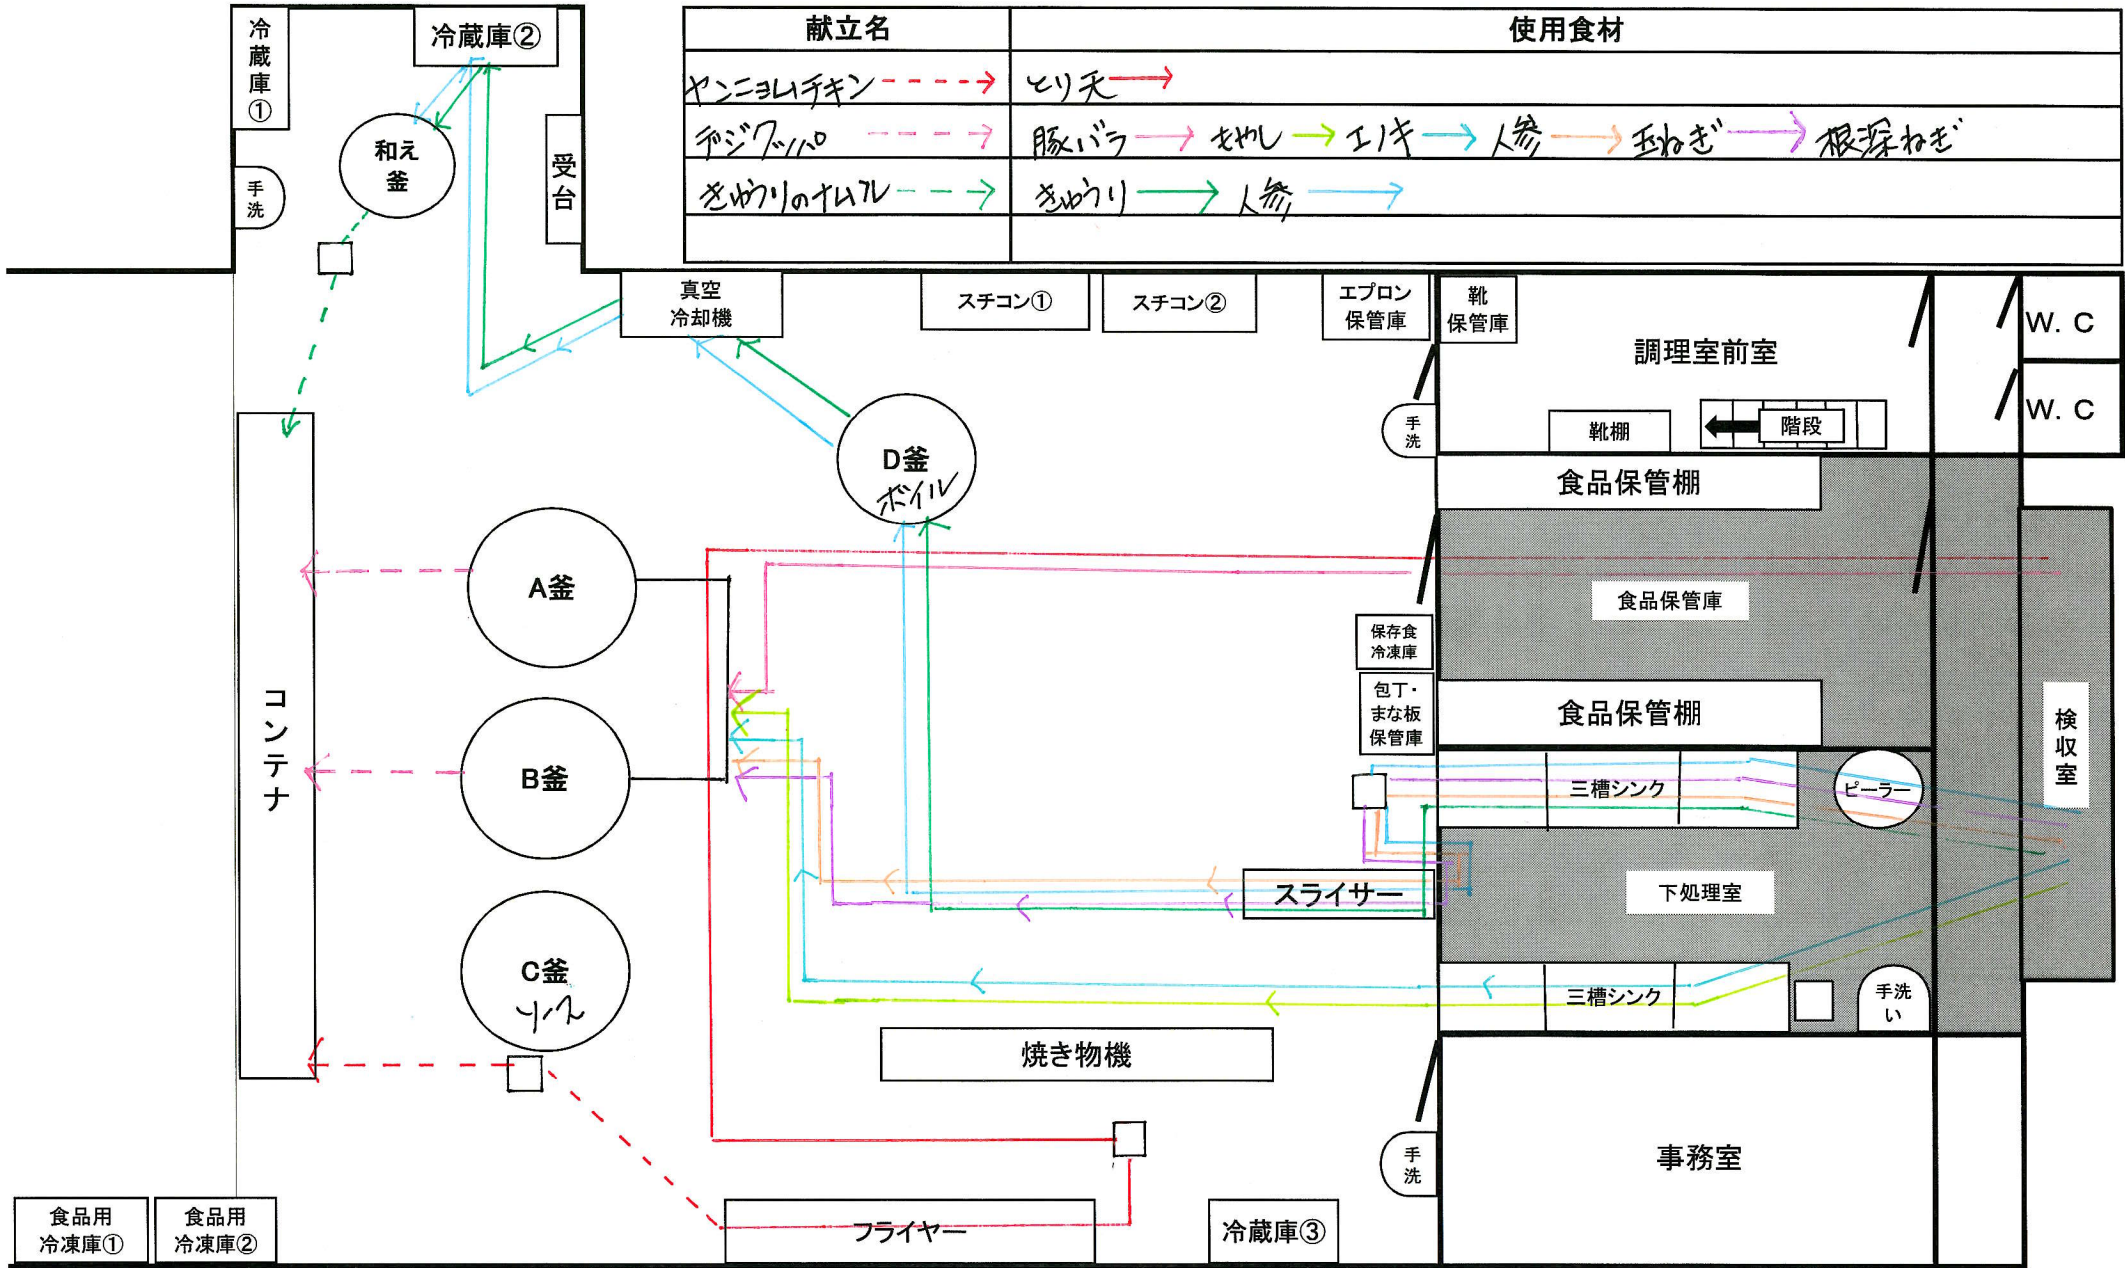 献立名 使用食材
ヤンニョムチキン とり天
デジクッパ 豚バラ もやし エノキ 人参 玉ねぎ 根深ねぎ
きゅうりのナムル きゅうり 人参
冷蔵庫①
冷蔵庫②
和え
釜
手洗
受台
真空
冷却機
スチコン①
スチコン②
エプロン
保管庫
靴
保管庫
調理室前室
W.C
W.C
手洗
靴棚
階段
D釜
ボイル
食品保管棚
A釜
食品保管庫
保存食
冷凍庫
包丁・
まな板
保管庫
食品保管棚
検収室
コンテナ
B釜
三槽シンク
ピーラー
スライサー
下処理室
C釜
ソース
三槽シンク
手洗
い
焼き物機
手洗
事務室
食品用
冷凍庫①
食品用
冷凍庫②
フライヤー
冷蔵庫③